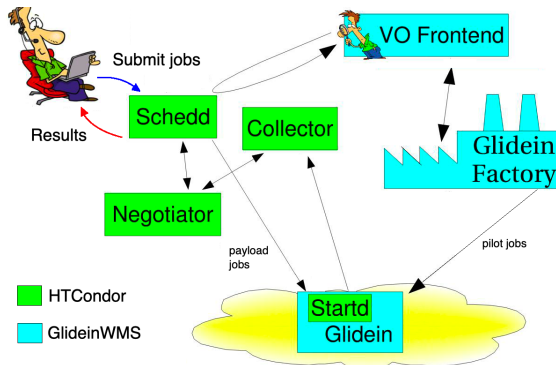 Submit jobs
VO Frontend
Results
Schedd
Collector
Glidein
Factory
Negotiator
payload
jobs
pilot jobs
HTCondor
Startd
GlideinWMS
Glidein